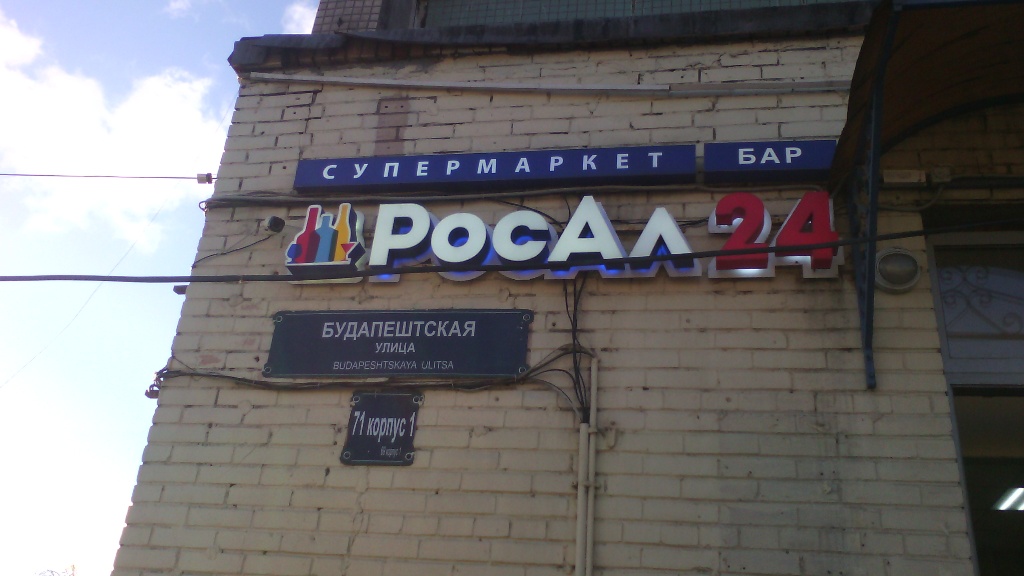 СУПЕРМАРКЕТ БАР
РосАл 24
БУДАПЕШТСКАЯ
УЛИЦА
BUDAPESHTSKAYA ULITSA
71 корпус 1